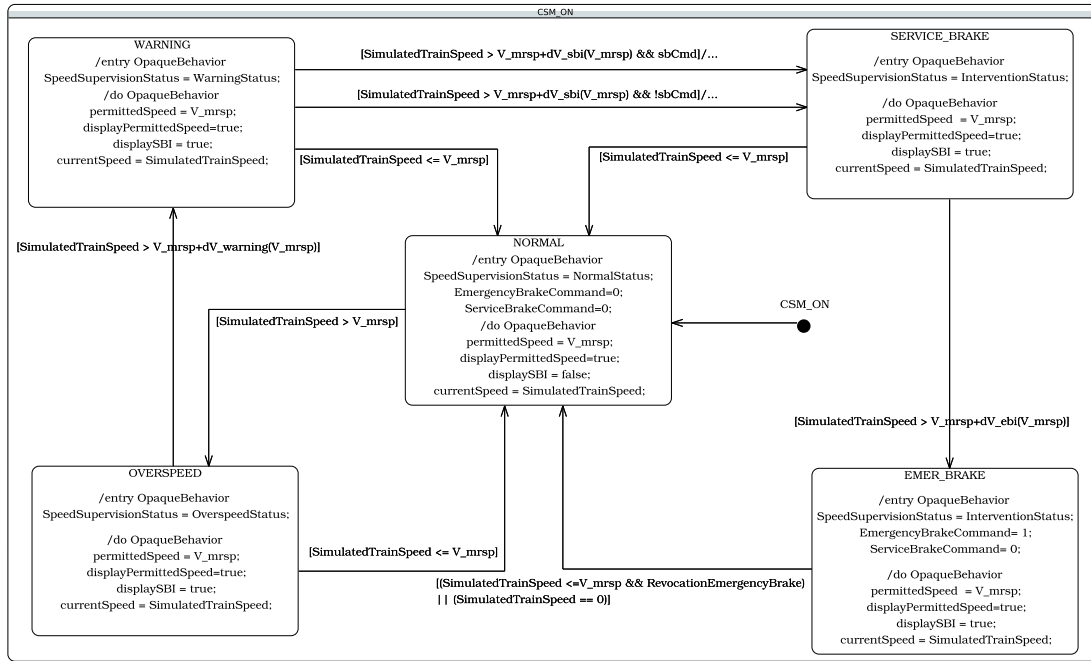 CSM_ON
WARNING
/entry OpaqueBehavior
SpeedSupervisionStatus = WarningStatus;
/do OpaqueBehavior
permittedSpeed = V_mrsp;
displayPermittedSpeed=true;
displaySBI = true;
currentSpeed = SimulatedTrainSpeed;
[SimulatedTrainSpeed > V_mrsp+dV_sbi(V_mrsp) && sbCmd]/...
[SimulatedTrainSpeed > V_mrsp+dV_sbi(V_mrsp) && !sbCmd]/...
[SimulatedTrainSpeed <= V_mrsp]
[SimulatedTrainSpeed <= V_mrsp]
SERVICE_BRAKE
/entry OpaqueBehavior
SpeedSupervisionStatus = InterventionStatus;
/do OpaqueBehavior
permittedSpeed = V_mrsp;
displayPermittedSpeed=true;
displaySBI = true;
currentSpeed = SimulatedTrainSpeed;
[SimulatedTrainSpeed > V_mrsp+dV_warning(V_mrsp)]
NORMAL
/entry OpaqueBehavior
SpeedSupervisionStatus = NormalStatus;
EmergencyBrakeCommand=0;
ServiceBrakeCommand=0;
/do OpaqueBehavior
permittedSpeed = V_mrsp;
displayPermittedSpeed=true;
displaySBI = false;
currentSpeed = SimulatedTrainSpeed;
CSM_ON
[SimulatedTrainSpeed > V_mrsp]
[SimulatedTrainSpeed > V_mrsp+dV_ebi(V_mrsp)]
OVERSPEED
/entry OpaqueBehavior
SpeedSupervisionStatus = OverspeedStatus;
/do OpaqueBehavior
permittedSpeed = V_mrsp;
displayPermittedSpeed=true;
displaySBI = true;
currentSpeed = SimulatedTrainSpeed;
[SimulatedTrainSpeed <= V_mrsp]
[(SimulatedTrainSpeed <=V_mrsp && RevocationEmergencyBrake)
|| (SimulatedTrainSpeed == 0)]
EMER_BRAKE
/entry OpaqueBehavior
SpeedSupervisionStatus = InterventionStatus;
EmergencyBrakeCommand= 1;
ServiceBrakeCommand= 0;
/do OpaqueBehavior
permittedSpeed = V_mrsp;
displayPermittedSpeed=true;
displaySBI = true;
currentSpeed = SimulatedTrainSpeed;